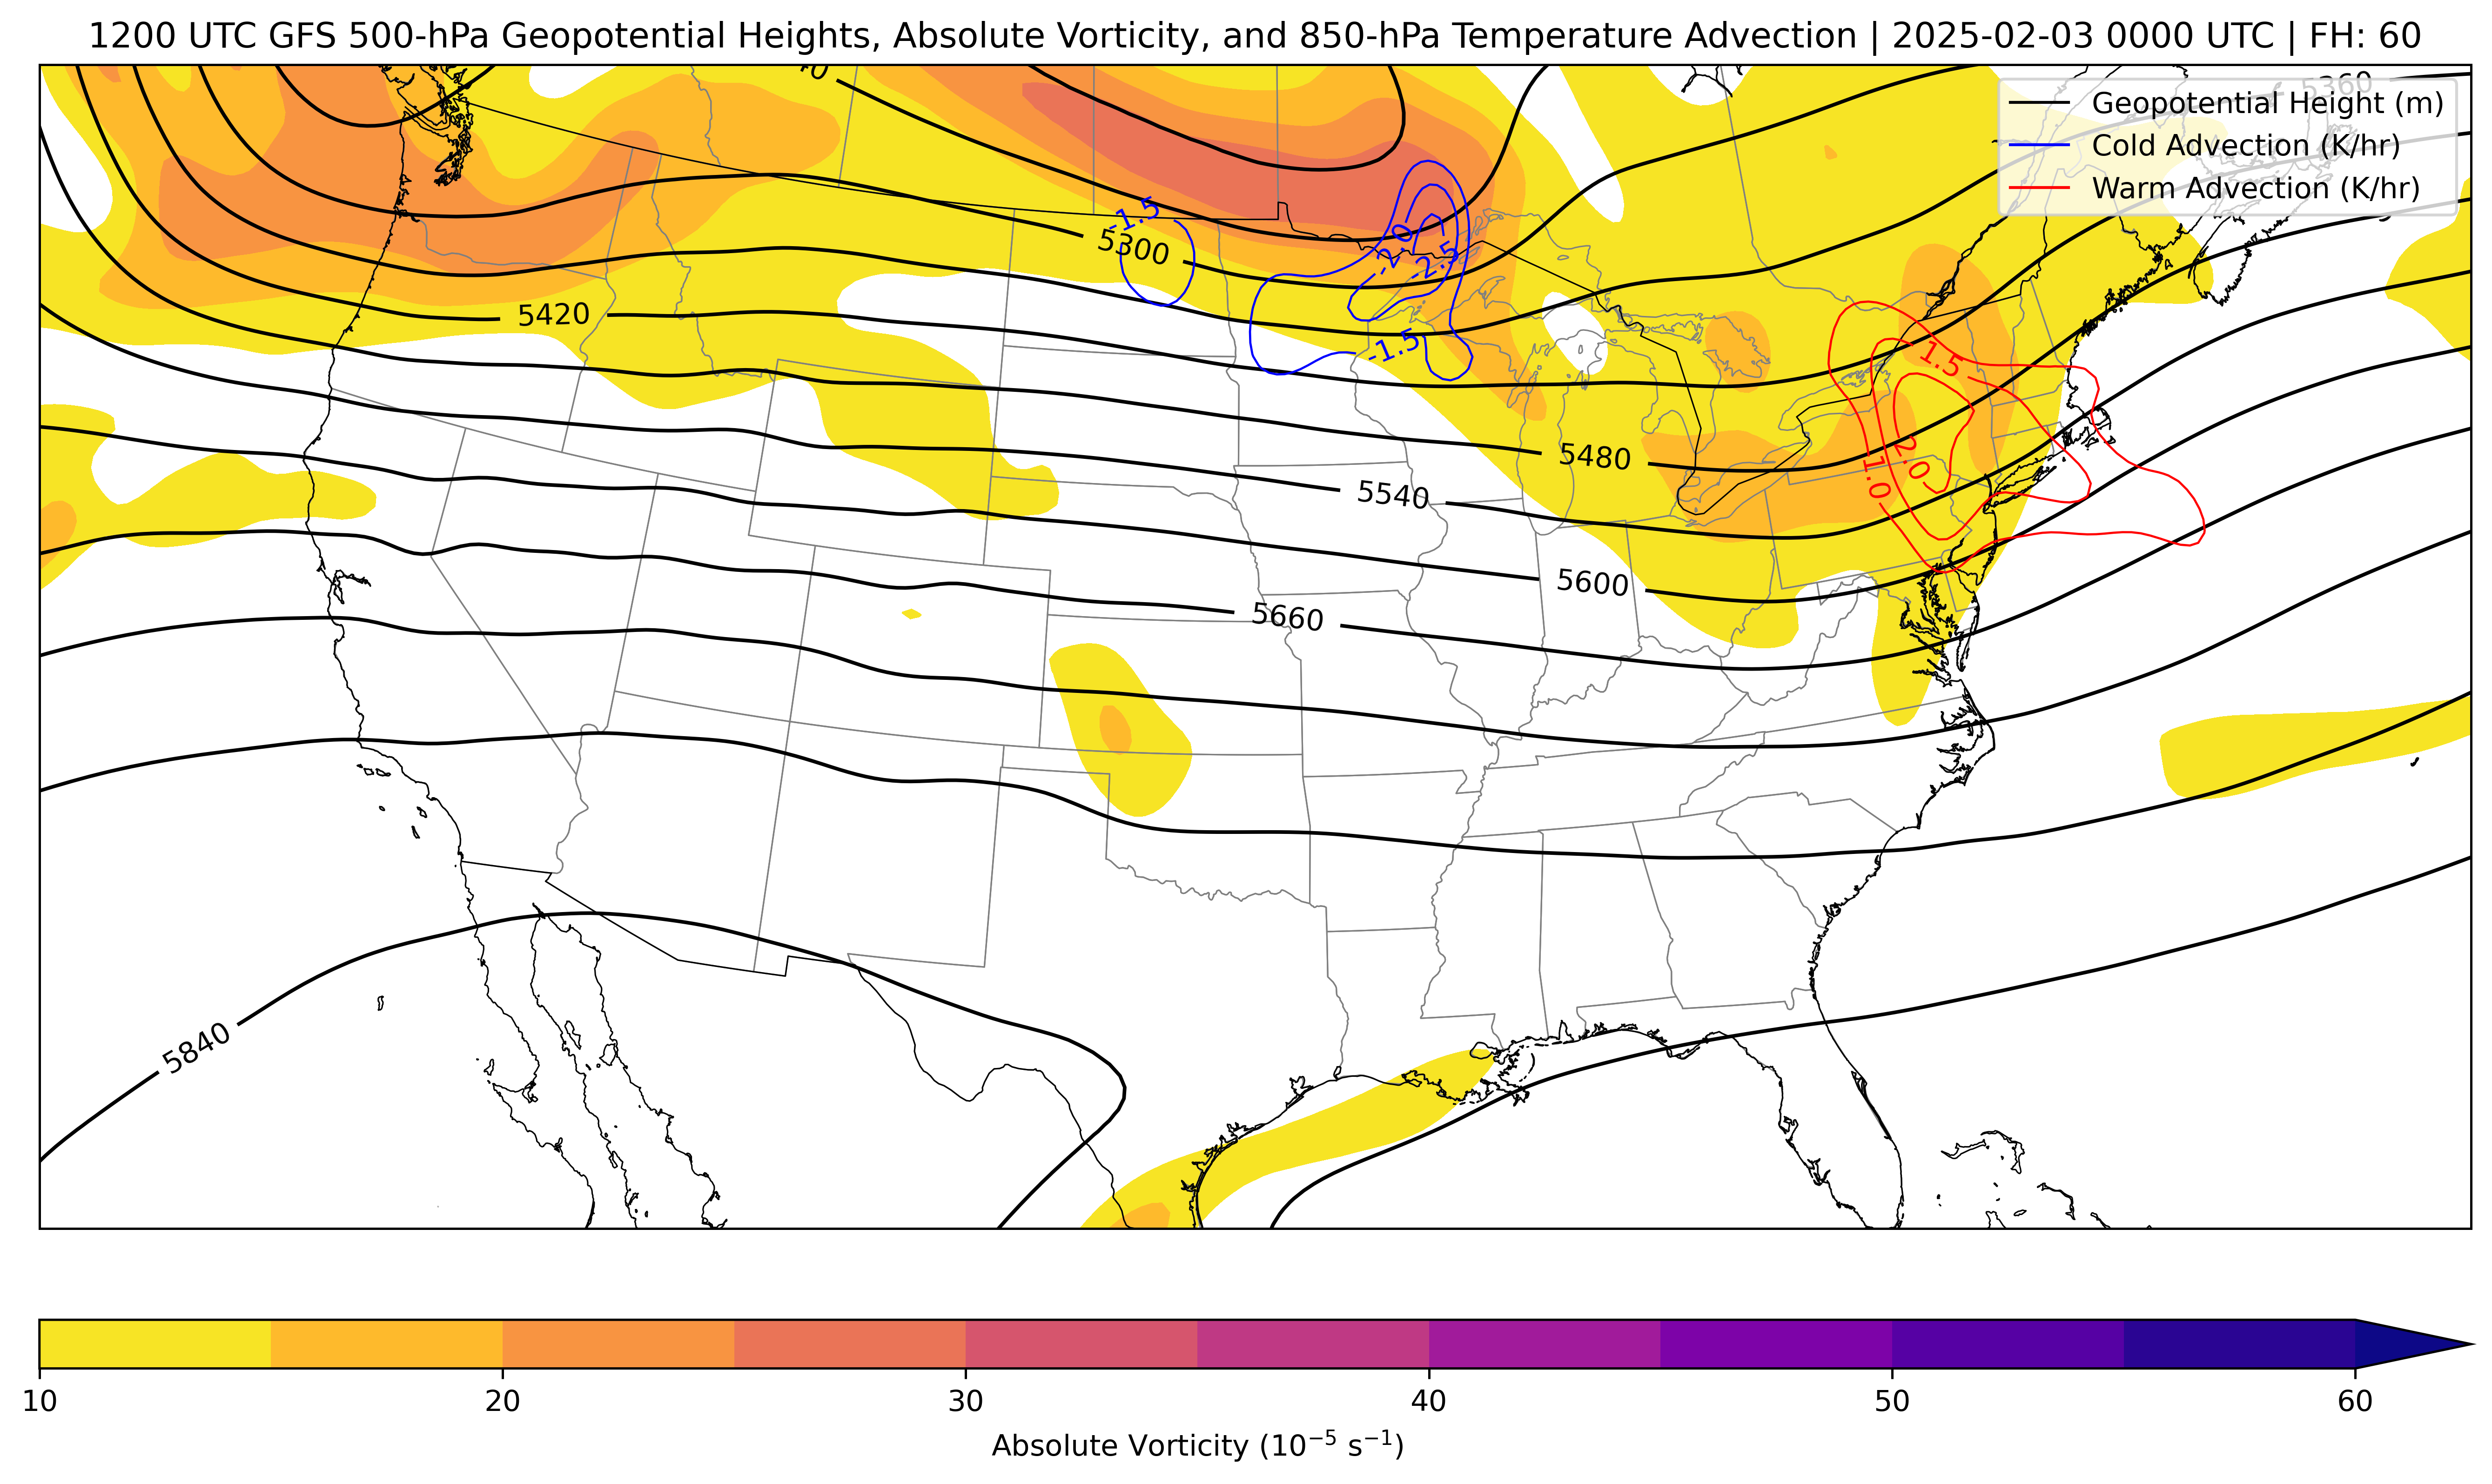 1200 UTC GFS 500-hPa Geopotential Heights, Absolute Vorticity, and 850-hPa Temperature Advection | 2025-02-03 0000 UTC | FH: 60
5360
Geopotential Height (m)
Cold Advection (K/hr)
Warm Advection (K/hr)
-1.5
-2.0
-2.5
5300
5420
-1.5
1.5
5480
2.0
1.0
5540
5600
5660
5840
10 20 30 40 50 60
Absolute Vorticity (10⁻⁵ s⁻¹)